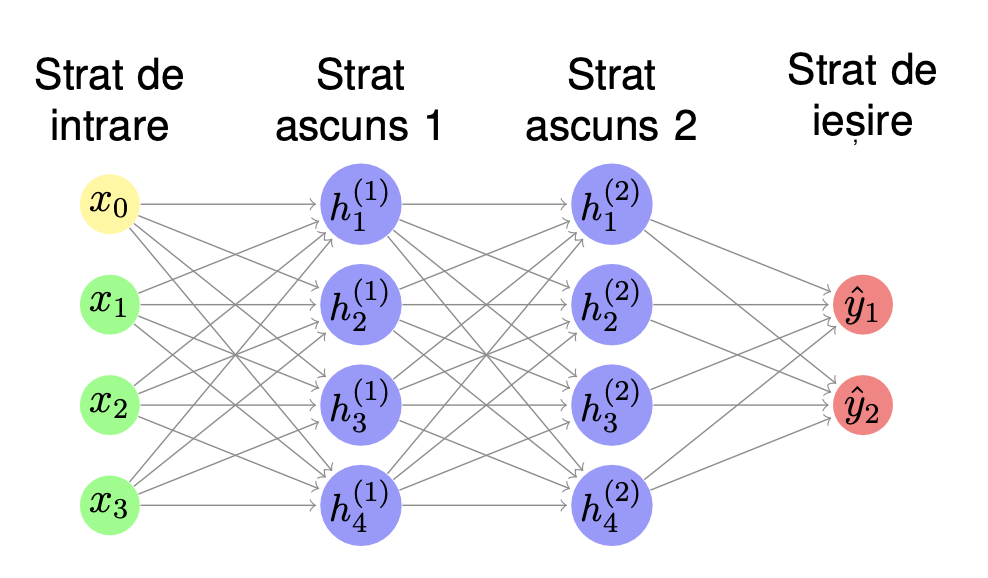 Strat de
intrare
Strat
ascuns 1
Strat
ascuns 2
Strat de
ieșire
x₀
x₁
x₂
x₃
h₁⁽¹⁾
h₂⁽¹⁾
h₃⁽¹⁾
h₄⁽¹⁾
h₁⁽²⁾
h₂⁽²⁾
h₃⁽²⁾
h₄⁽²⁾
ŷ₁
ŷ₂